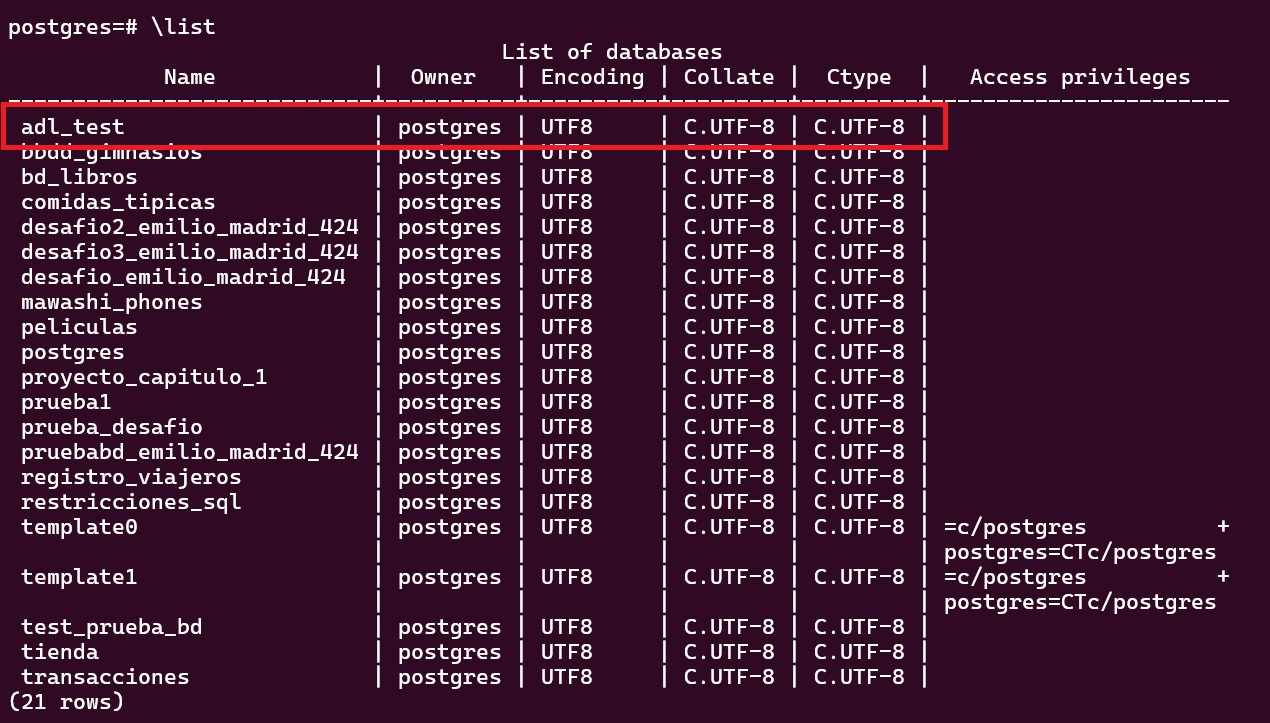 postgres=# \list
                                      List of databases
            Name            |  Owner   | Encoding | Collate |  Ctype  |   Access privileges
----------------------------+----------+----------+---------+---------+-----------------------
 adl_test                   | postgres | UTF8     | C.UTF-8 | C.UTF-8 |
 bbdd_gimnasios             | postgres | UTF8     | C.UTF-8 | C.UTF-8 |
 bd_libros                  | postgres | UTF8     | C.UTF-8 | C.UTF-8 |
 comidas_tipicas            | postgres | UTF8     | C.UTF-8 | C.UTF-8 |
 desafio2_emilio_madrid_424 | postgres | UTF8     | C.UTF-8 | C.UTF-8 |
 desafio3_emilio_madrid_424 | postgres | UTF8     | C.UTF-8 | C.UTF-8 |
 desafio_emilio_madrid_424  | postgres | UTF8     | C.UTF-8 | C.UTF-8 |
 mawashi_phones             | postgres | UTF8     | C.UTF-8 | C.UTF-8 |
 peliculas                  | postgres | UTF8     | C.UTF-8 | C.UTF-8 |
 postgres                   | postgres | UTF8     | C.UTF-8 | C.UTF-8 |
 proyecto_capitulo_1        | postgres | UTF8     | C.UTF-8 | C.UTF-8 |
 prueba1                    | postgres | UTF8     | C.UTF-8 | C.UTF-8 |
 prueba_desafio             | postgres | UTF8     | C.UTF-8 | C.UTF-8 |
 pruebabd_emilio_madrid_424 | postgres | UTF8     | C.UTF-8 | C.UTF-8 |
 registro_viajeros          | postgres | UTF8     | C.UTF-8 | C.UTF-8 |
 restricciones_sql          | postgres | UTF8     | C.UTF-8 | C.UTF-8 |
 template0                  | postgres | UTF8     | C.UTF-8 | C.UTF-8 | =c/postgres          +
                            |          |          |         |         | postgres=CTc/postgres
 template1                  | postgres | UTF8     | C.UTF-8 | C.UTF-8 | =c/postgres          +
                            |          |          |         |         | postgres=CTc/postgres
 test_prueba_bd             | postgres | UTF8     | C.UTF-8 | C.UTF-8 |
 tienda                     | postgres | UTF8     | C.UTF-8 | C.UTF-8 |
 transacciones              | postgres | UTF8     | C.UTF-8 | C.UTF-8 |
(21 rows)